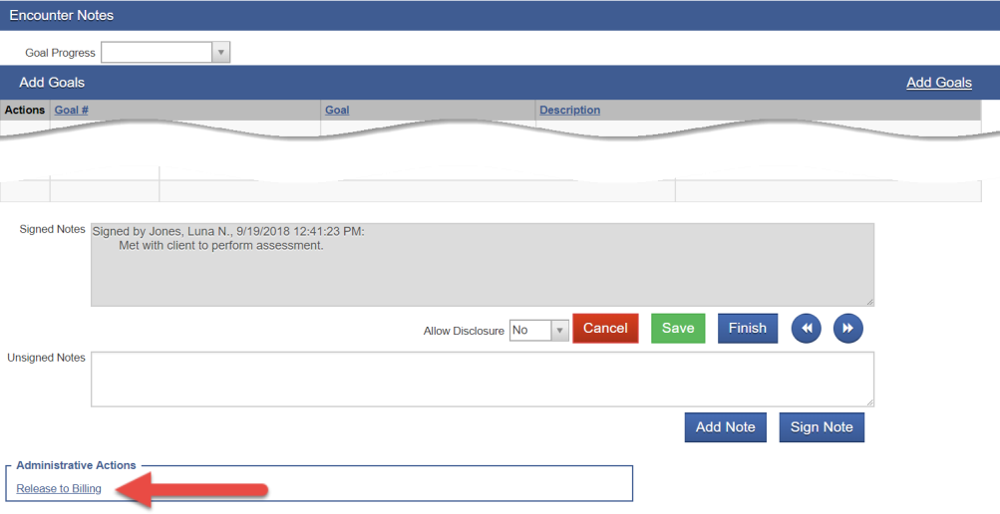 Encounter Notes
Goal Progress
Add Goals Add Goals
Actions Goal # Goal Description
Signed Notes Signed by Jones, Luna N., 9/19/2018 12:41:23 PM:
Met with client to perform assessment.
Allow Disclosure No Cancel Save Finish
Unsigned Notes
Add Note Sign Note
Administrative Actions
Release to Billing